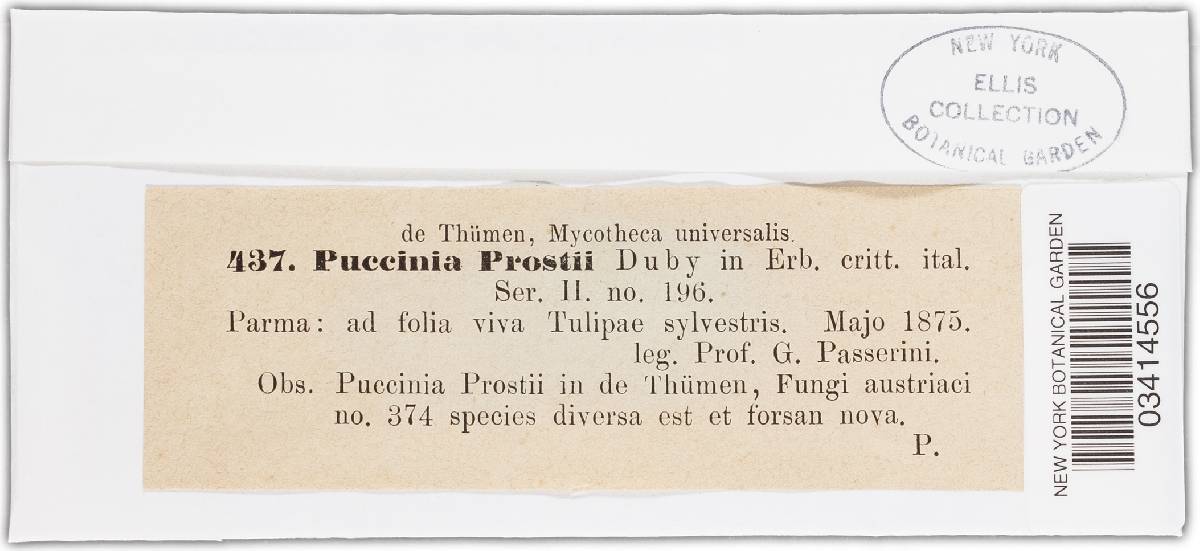 NEW YORK
ELLIS
COLLECTION
BOTANICAL GARDEN
de Thümen, Mycotheca universalis.
437. Puccinia Prostii Duby in Erb. critt. ital.
Ser. II. no. 196.
Parma: ad folia viva Tulipae sylvestris. Majo 1875.
leg. Prof. G. Passerini.
Obs. Puccinia Prostii in de Thümen, Fungi austriaci
no. 374 species diversa est et forsan nova.
P.
NEW YORK BOTANICAL GARDEN
03414556